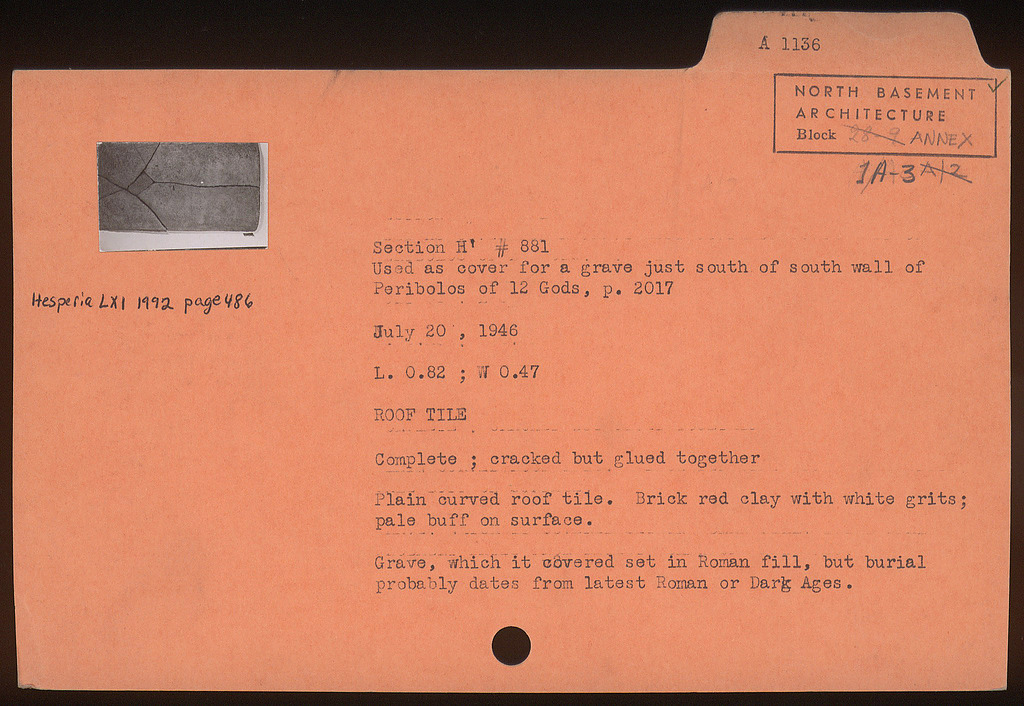 A 1136
NORTH BASEMENT
ARCHITECTURE
Block 28-9 ANNEX
1A-3 A/2
Section H' # 881
Used as cover for a grave just south of south wall of
Peribolos of 12 Gods, p. 2017
Hesperia LXI 1992 page 486
July 20 , 1946
L. 0.82 ; W 0.47
ROOF TILE
Complete ; cracked but glued together
Plain curved roof tile. Brick red clay with white grits;
pale buff on surface.
Grave, which it covered set in Roman fill, but burial
probably dates from latest Roman or Dark Ages.